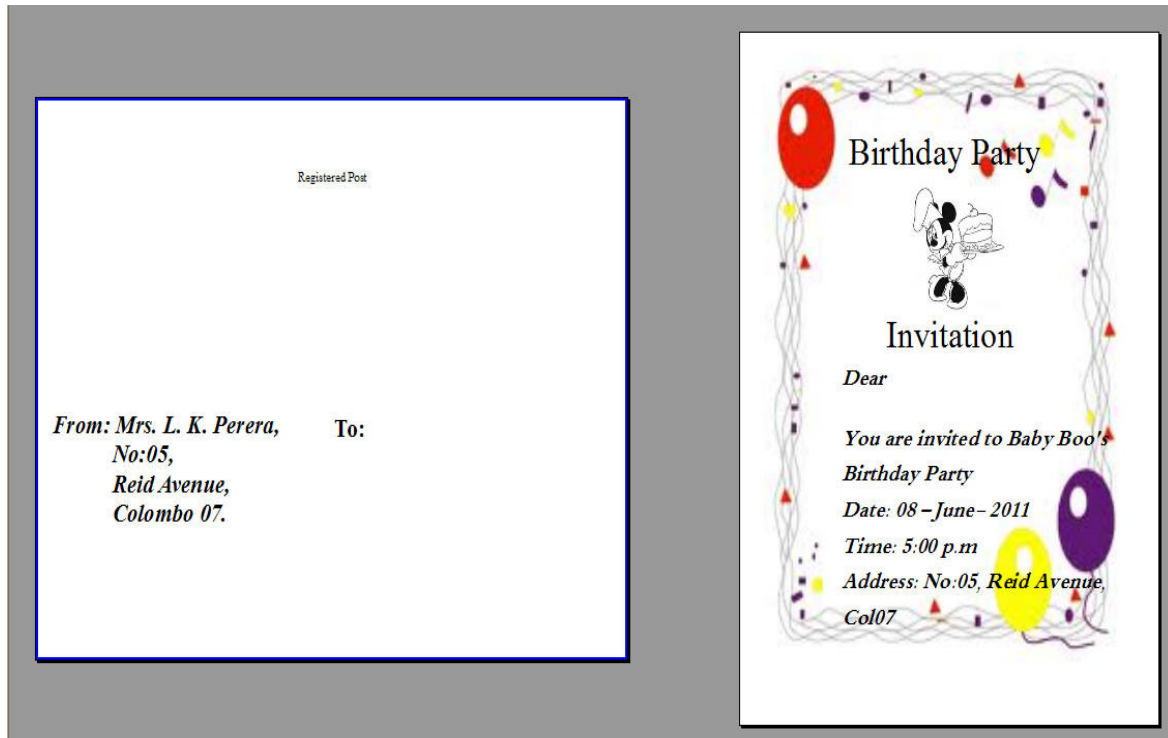 Registered Post
From: Mrs. L. K. Perera,
No:05,
Reid Avenue,
Colombo 07.
To:
Birthday Party
Invitation
Dear
You are invited to Baby Boo's
Birthday Party
Date: 08 – June– 2011
Time: 5:00 p.m
Address: No:05, Reid Avenue,
Col07